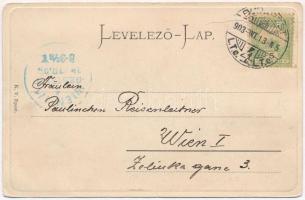 LEVELEZŐ-LAP.
Fräulein
Paulinchen Reisenleitner
Wien I
Zelinkagasse 3.